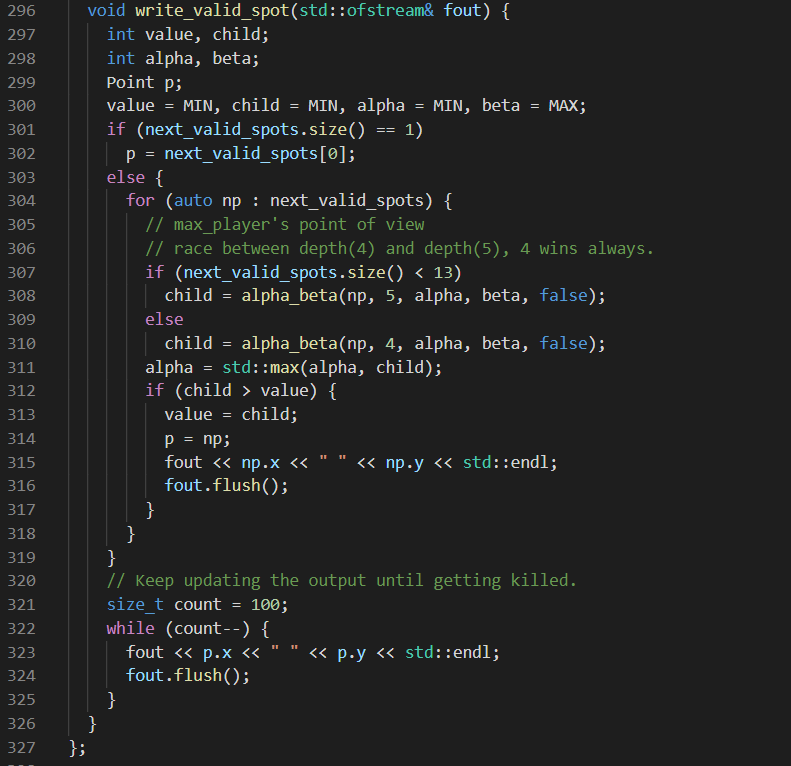 296 void write_valid_spot(std::ofstream& fout) {
297 int value, child;
298 int alpha, beta;
299 Point p;
300 value = MIN, child = MIN, alpha = MIN, beta = MAX;
301 if (next_valid_spots.size() == 1)
302 p = next_valid_spots[0];
303 else {
304 for (auto np : next_valid_spots) {
305 // max_player's point of view
306 // race between depth(4) and depth(5), 4 wins always.
307 if (next_valid_spots.size() < 13)
308 child = alpha_beta(np, 5, alpha, beta, false);
309 else
310 child = alpha_beta(np, 4, alpha, beta, false);
311 alpha = std::max(alpha, child);
312 if (child > value) {
313 value = child;
314 p = np;
315 fout << np.x << " " << np.y << std::endl;
316 fout.flush();
317 }
318 }
319 }
320 // Keep updating the output until getting killed.
321 size_t count = 100;
322 while (count--) {
323 fout << p.x << " " << p.y << std::endl;
324 fout.flush();
325 }
326 }
327 };